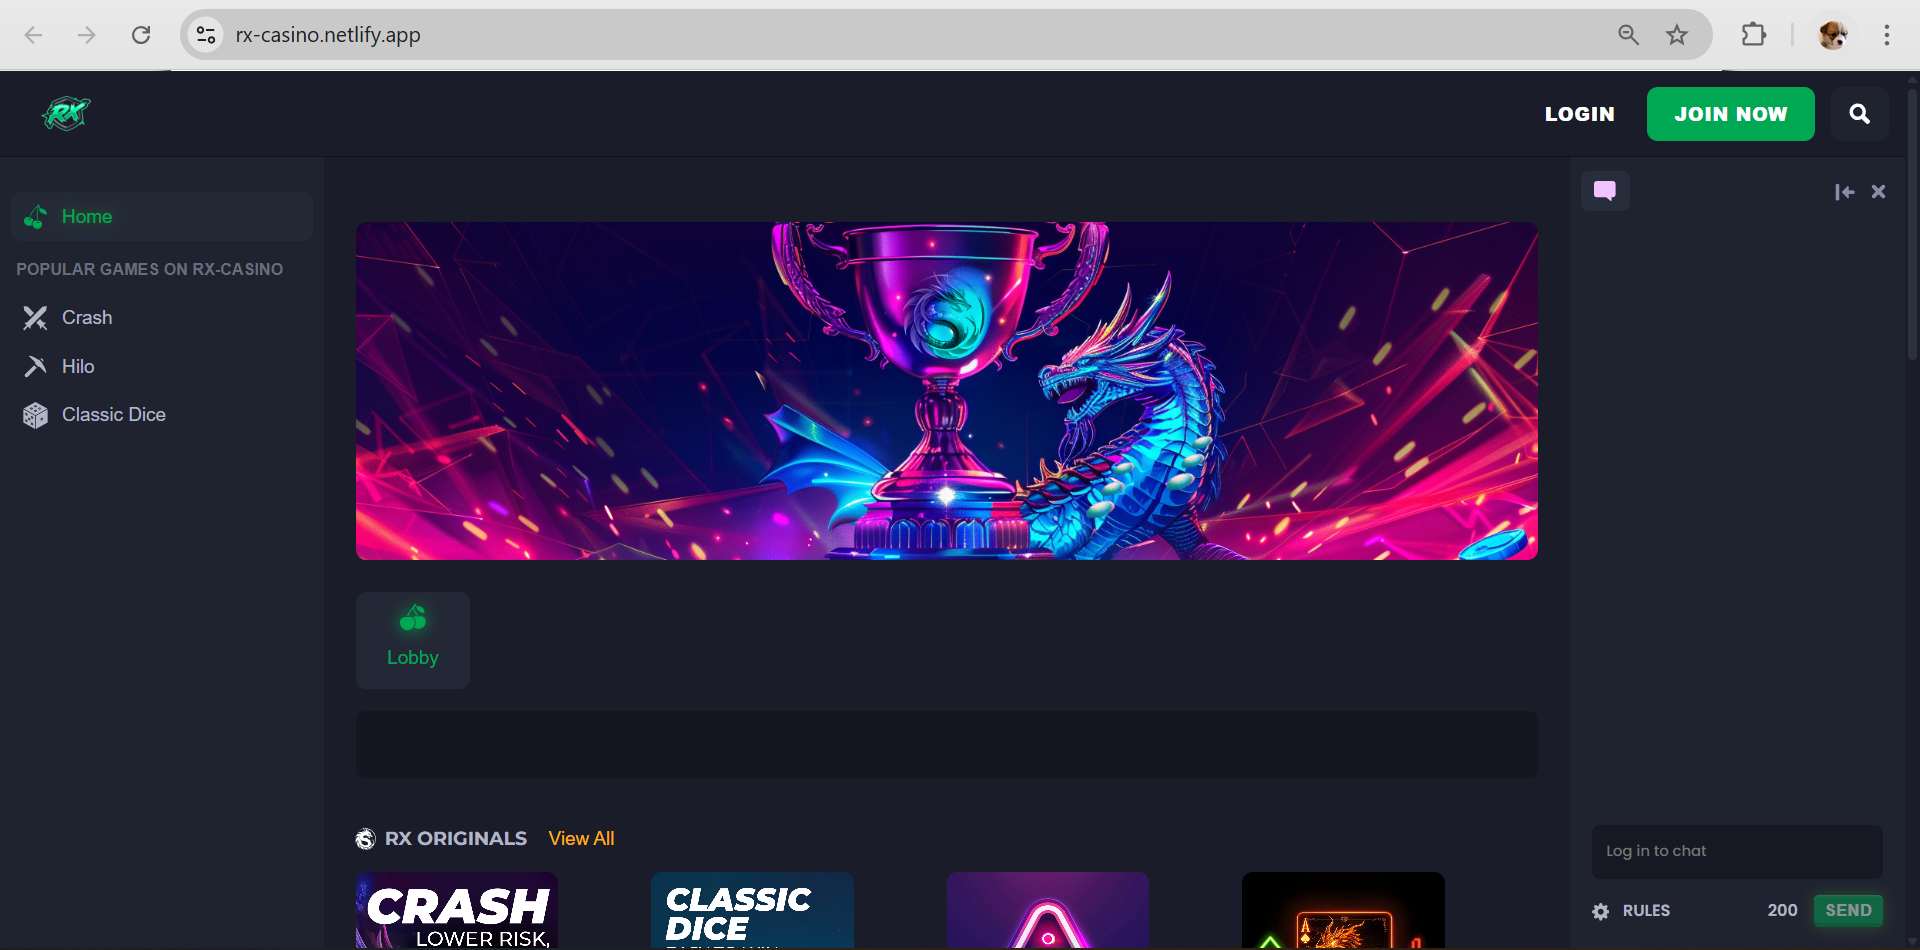 rx-casino.netlify.app
RX
LOGIN
JOIN NOW
Home
POPULAR GAMES ON RX-CASINO
Crash
Hilo
Classic Dice
Lobby
RX ORIGINALS View All
CRASH
LOWER RISK,
CLASSIC
DICE
A
Log in to chat
RULES
200
SEND